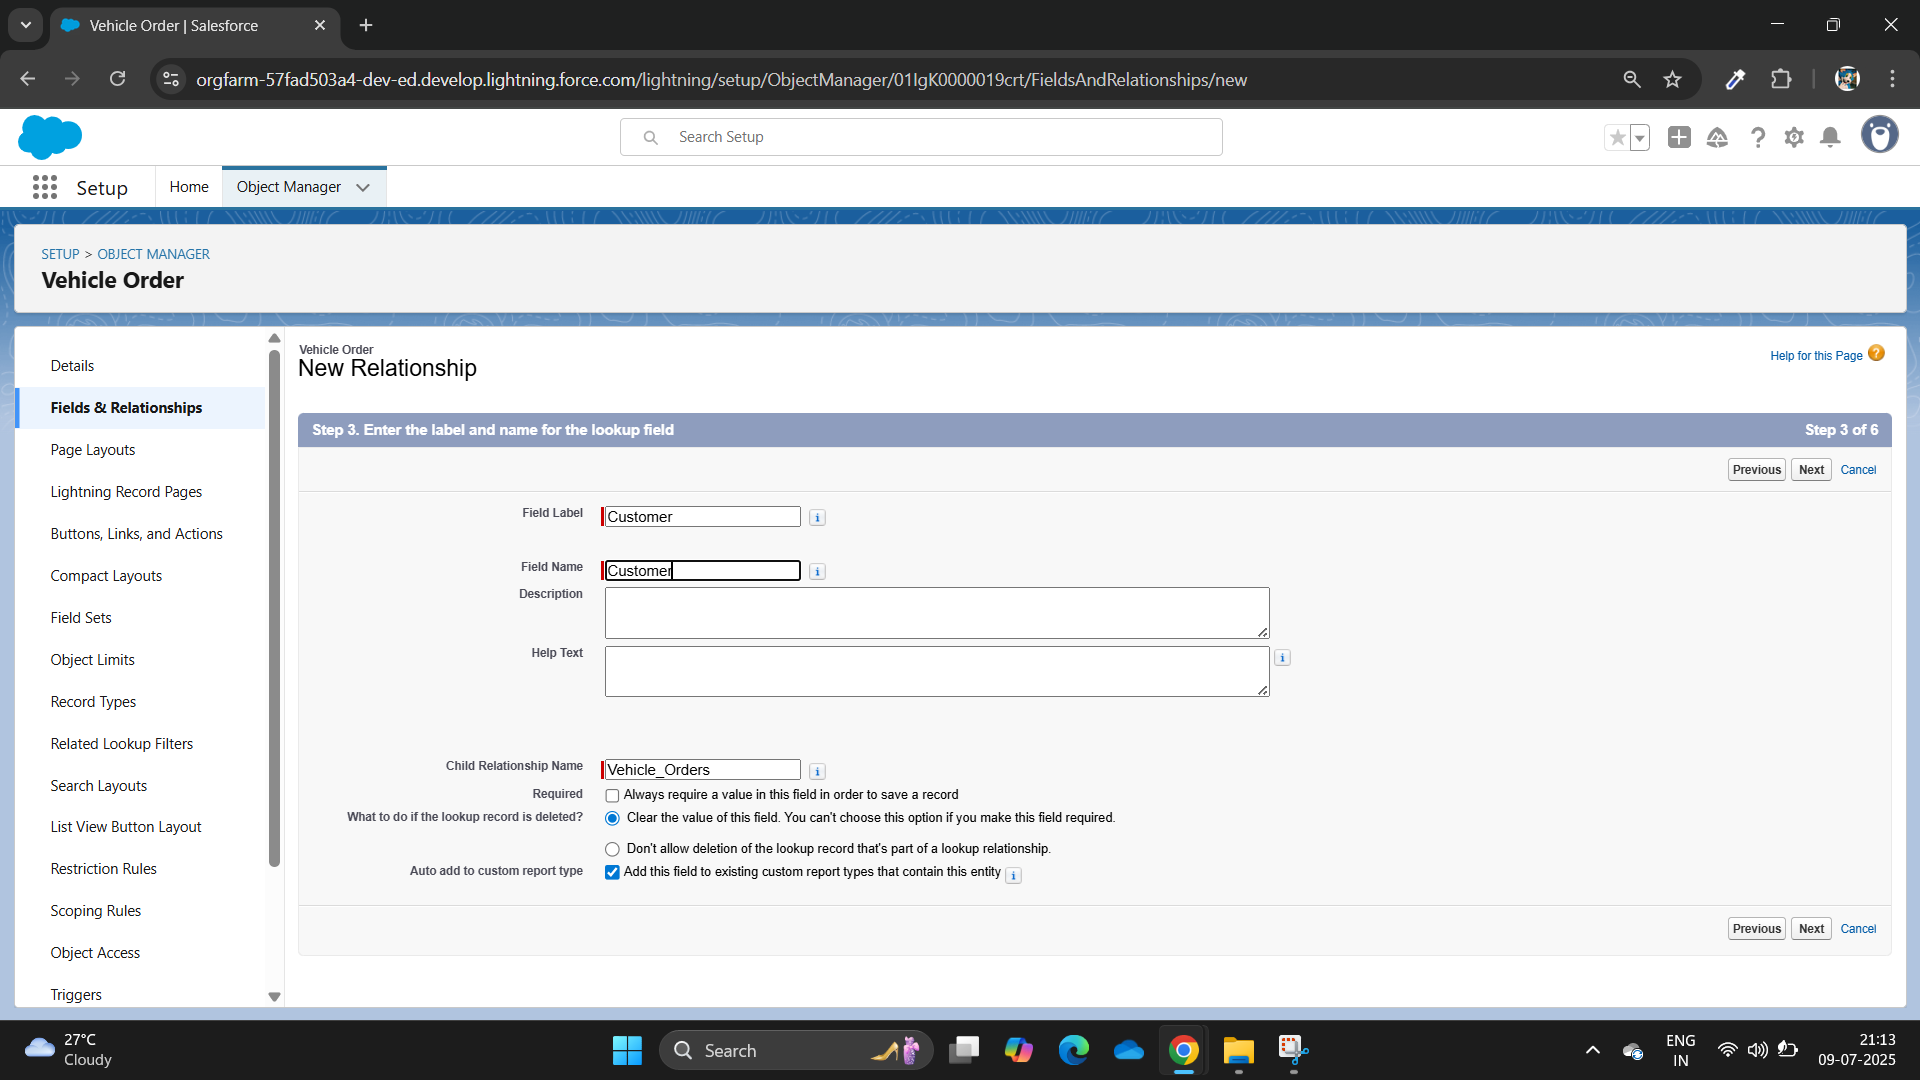 Vehicle Order | Salesforce
orgfarm-57fad503a4-dev-ed.develop.lightning.force.com/lightning/setup/ObjectManager/01IgK0000019crt/FieldsAndRelationships/new
Search Setup
Setup
Home
Object Manager
SETUP > OBJECT MANAGER
Vehicle Order
Details
Fields & Relationships
Page Layouts
Lightning Record Pages
Buttons, Links, and Actions
Compact Layouts
Field Sets
Object Limits
Record Types
Related Lookup Filters
Search Layouts
List View Button Layout
Restriction Rules
Scoping Rules
Object Access
Triggers
Vehicle Order
New Relationship
Help for this Page
Step 3. Enter the label and name for the lookup field
Step 3 of 6
Previous Next Cancel
Field Label Customer
Field Name Customer
Description
Help Text
Child Relationship Name Vehicle_Orders
Required Always require a value in this field in order to save a record
What to do if the lookup record is deleted? Clear the value of this field. You can't choose this option if you make this field required.
Don't allow deletion of the lookup record that's part of a lookup relationship.
Auto add to custom report type Add this field to existing custom report types that contain this entity
Previous Next Cancel
27°C
Cloudy
Search
ENG
IN
21:13
09-07-2025